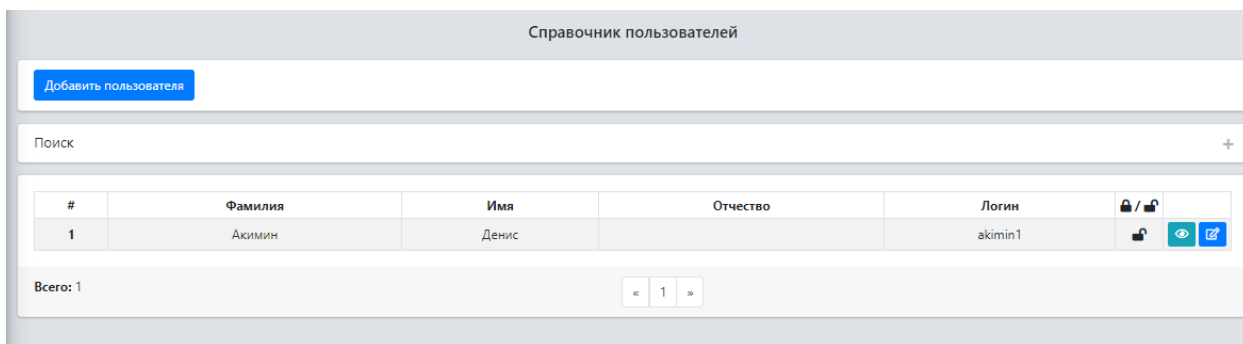 Справочник пользователей
Добавить пользователя
Поиск +
# Фамилия Имя Отчество Логин /
1 Акимин Денис akimin1
Всего: 1 « 1 »